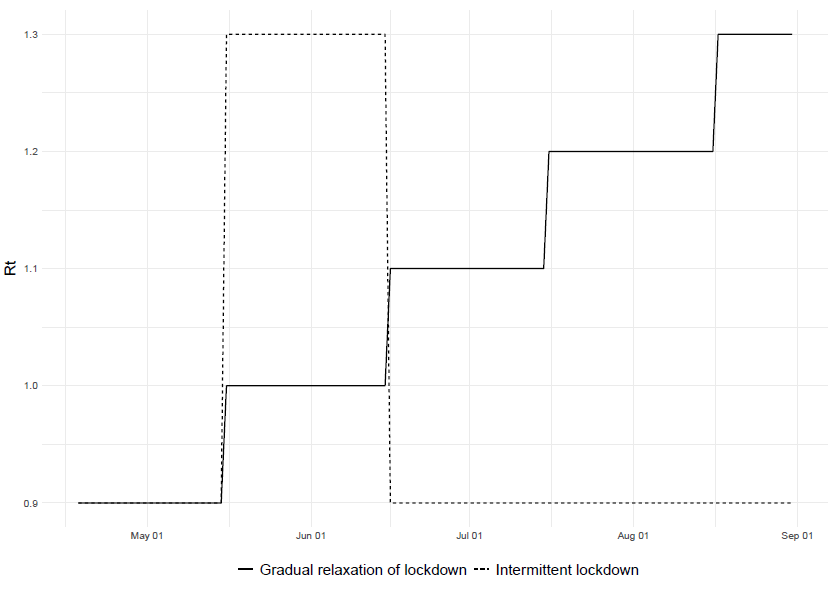 1.3
1.2
1.1
1.0
0.9
Rt
May 01 Jun 01 Jul 01 Aug 01 Sep 01
Gradual relaxation of lockdown Intermittent lockdown